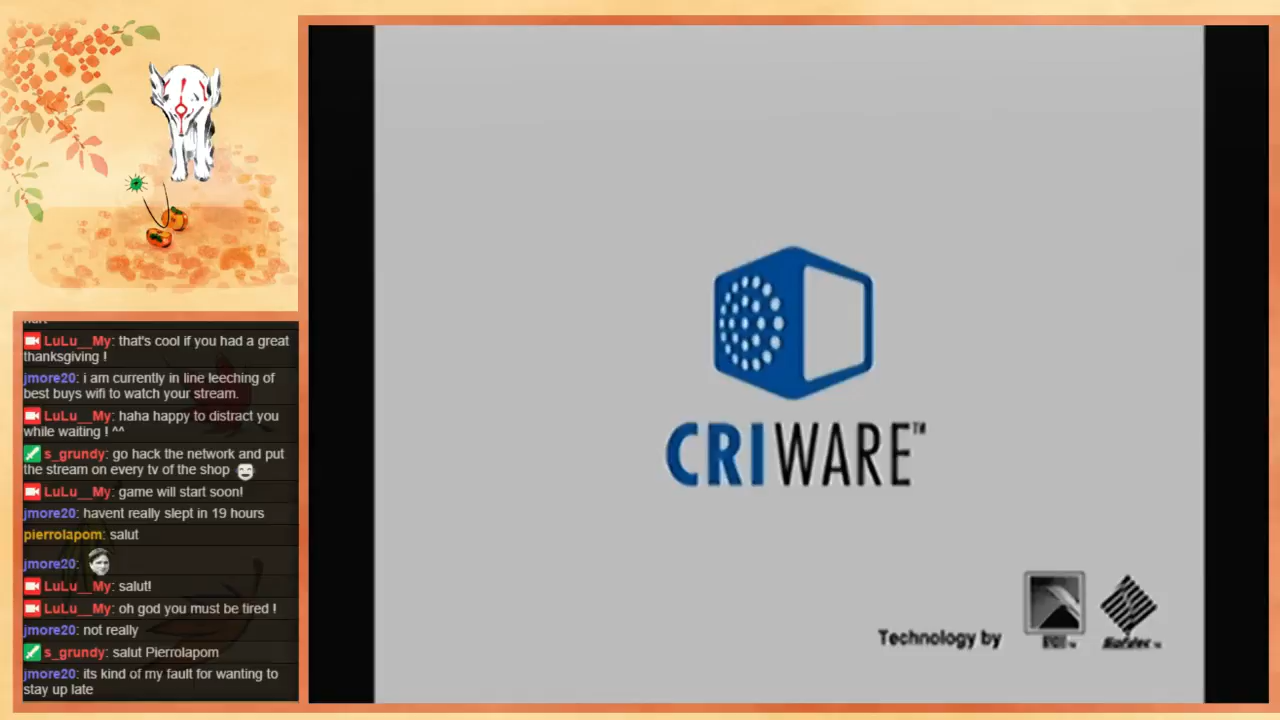 LuLu__My: that's cool if you had a great
thanksgiving !
jmore20: i am currently in line leeching of
best buys wifi to watch your stream.
LuLu__My: haha happy to distract you
while waiting ! ^^
s_grundy: go hack the network and put
the stream on every tv of the shop
LuLu__My: game will start soon!
jmore20: havent really slept in 19 hours
pierrolapom: salut
jmore20:
LuLu__My: salut!
LuLu__My: oh god you must be tired !
jmore20: not really
s_grundy: salut Pierrolapom
jmore20: its kind of my fault for wanting to
stay up late
CRIWARE™
Technology by